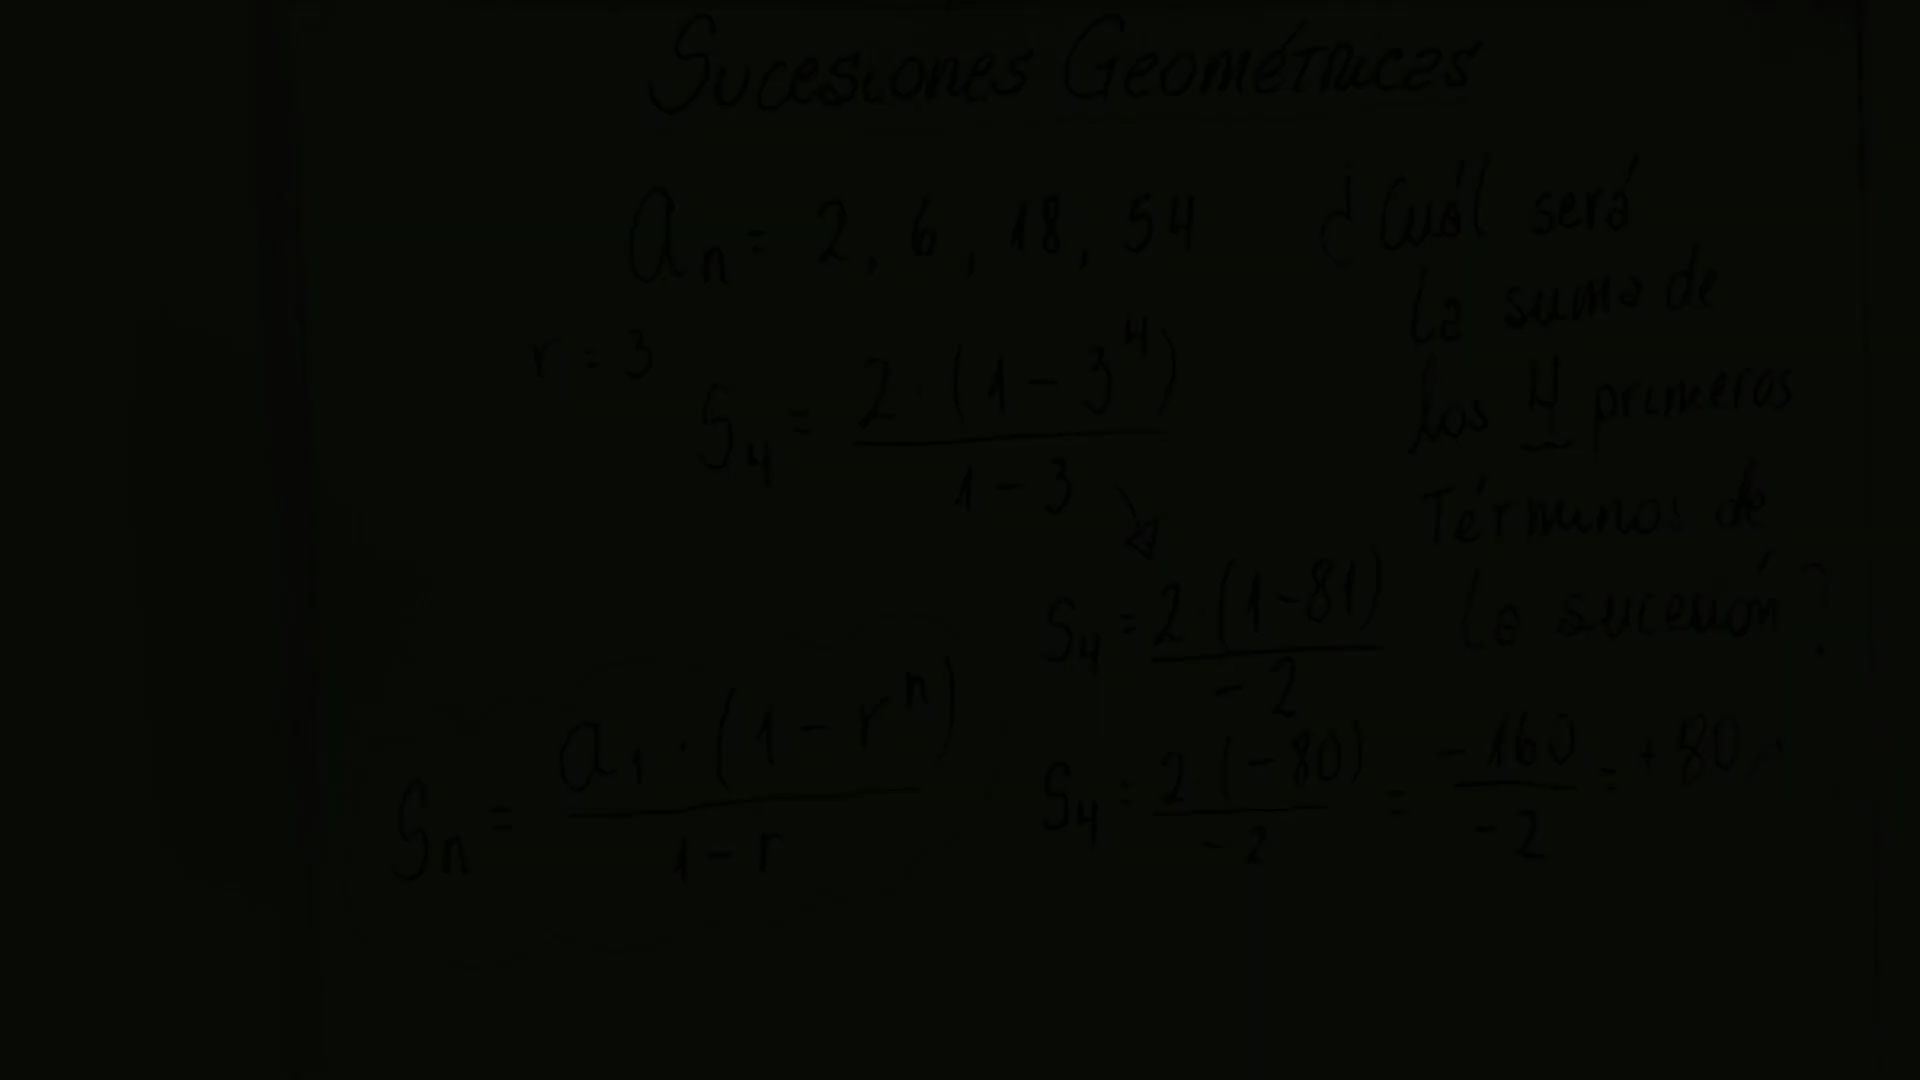 Sucesiones Geométricas
an = 2, 6, 18, 54
r = 3
S4 = 2 · (1 - 3^4) / 1 - 3
Sn = a1 · (1 - r^n) / 1 - r
S4 = 2 · (1 - 81) / - 2
S4 = 2 · (- 80) / - 2 = - 160 / - 2 = + 80
¿Cuál será
la suma de
los 4 primeros
Términos de
la sucesión?